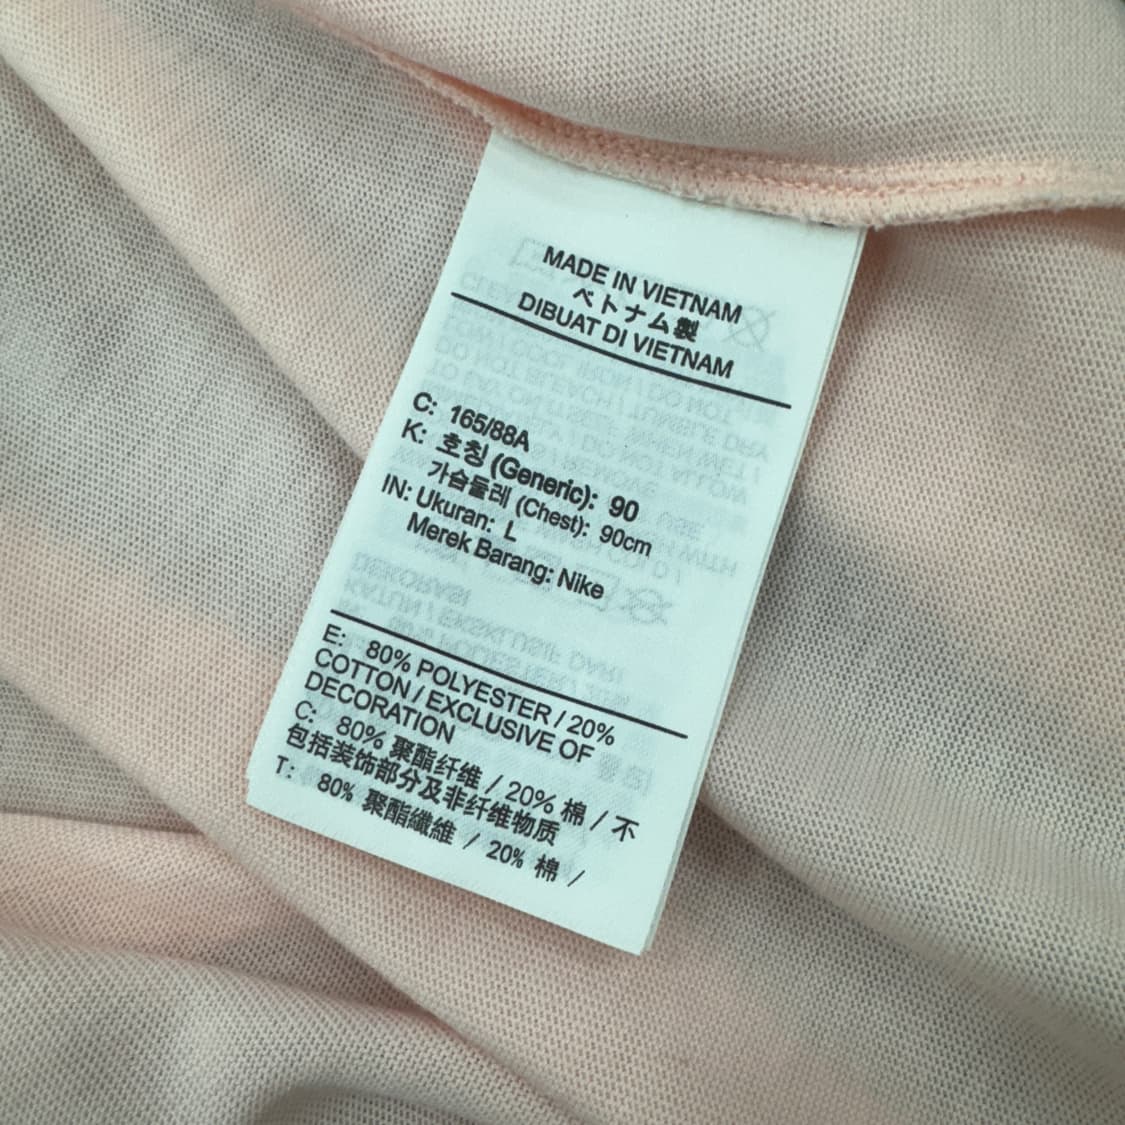 MADE IN VIETNAM
ベトナム製
DIBUAT DI VIETNAM
C: 165/88A
K: 호칭 (Generic): 90
가슴둘레 (Chest): 90cm
IN: Ukuran: L
Merek Barang: Nike
E: 80% POLYESTER / 20%
COTTON / EXCLUSIVE OF
DECORATION
C: 80% 聚酯纤维 / 20% 棉 / 不
包括装饰部分及非纤维物质
T: 80% 聚酯纖維 / 20% 棉 /